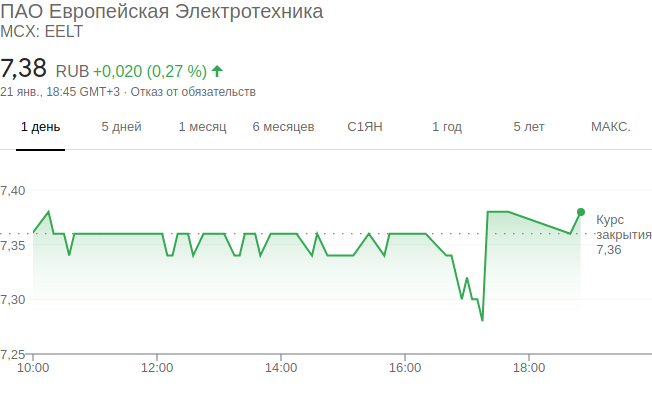 ПАО Европейская Электротехника
MCX: EELT
7,38 RUB +0,020 (0,27 %)
21 янв., 18:45 GMT+3 · Отказ от обязательств
1 день 5 дней 1 месяц 6 месяцев С1ЯН 1 год 5 лет МАКС.
7,40
7,35
7,30
7,25
Курс
закрытия
7,36
10:00 12:00 14:00 16:00 18:00